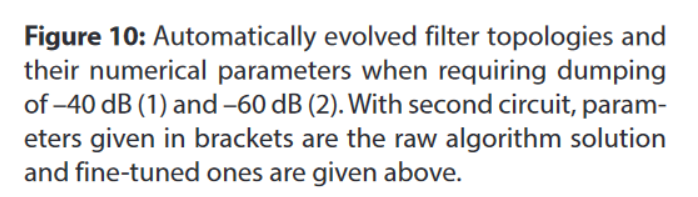 Figure 10: Automatically evolved filter topologies and
their numerical parameters when requiring dumping
of –40 dB (1) and –60 dB (2). With second circuit, param-
eters given in brackets are the raw algorithm solution
and fine-tuned ones are given above.